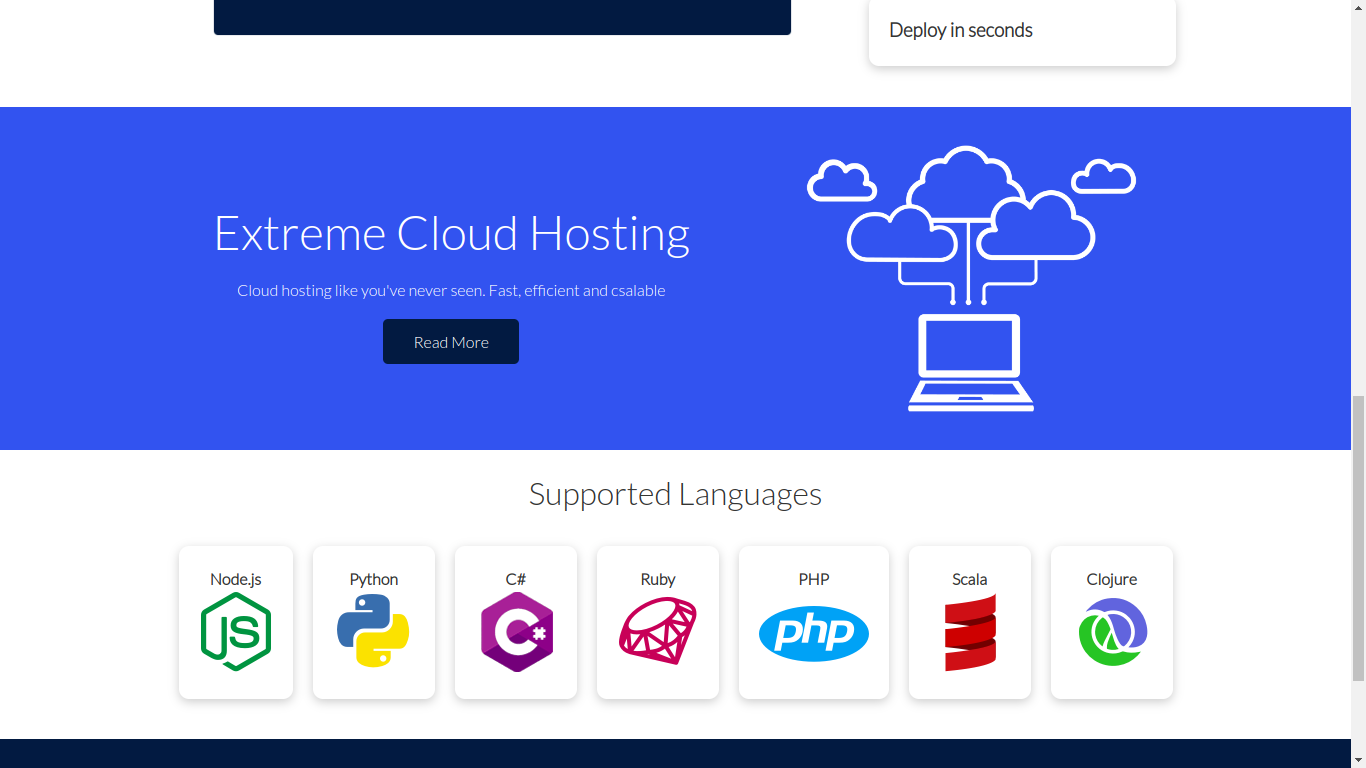 Deploy in seconds
Extreme Cloud Hosting
Cloud hosting like you've never seen. Fast, efficient and csalable
Read More
Supported Languages
Node.js Python C# Ruby PHP Scala Clojure
JS C# php